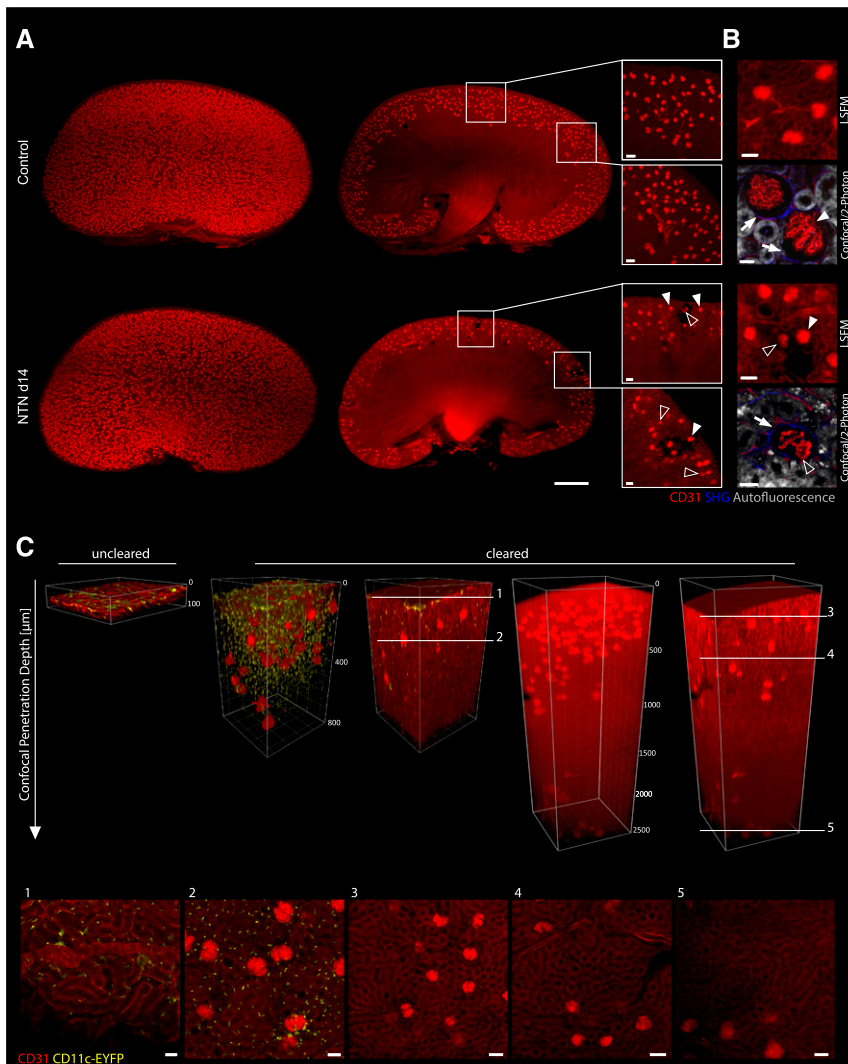 A
B
Control
LSFM
Confocal/2-Photon
NTN d14
LSFM
Confocal/2-Photon
CD31 SHG Autofluorescence
C
uncleared
cleared
Confocal Penetration Depth [µm]
0
100
0
400
800
1
2
0
500
1000
1500
2000
2500
3
4
5
1
2
3
4
5
CD31 CD11c-EYFP